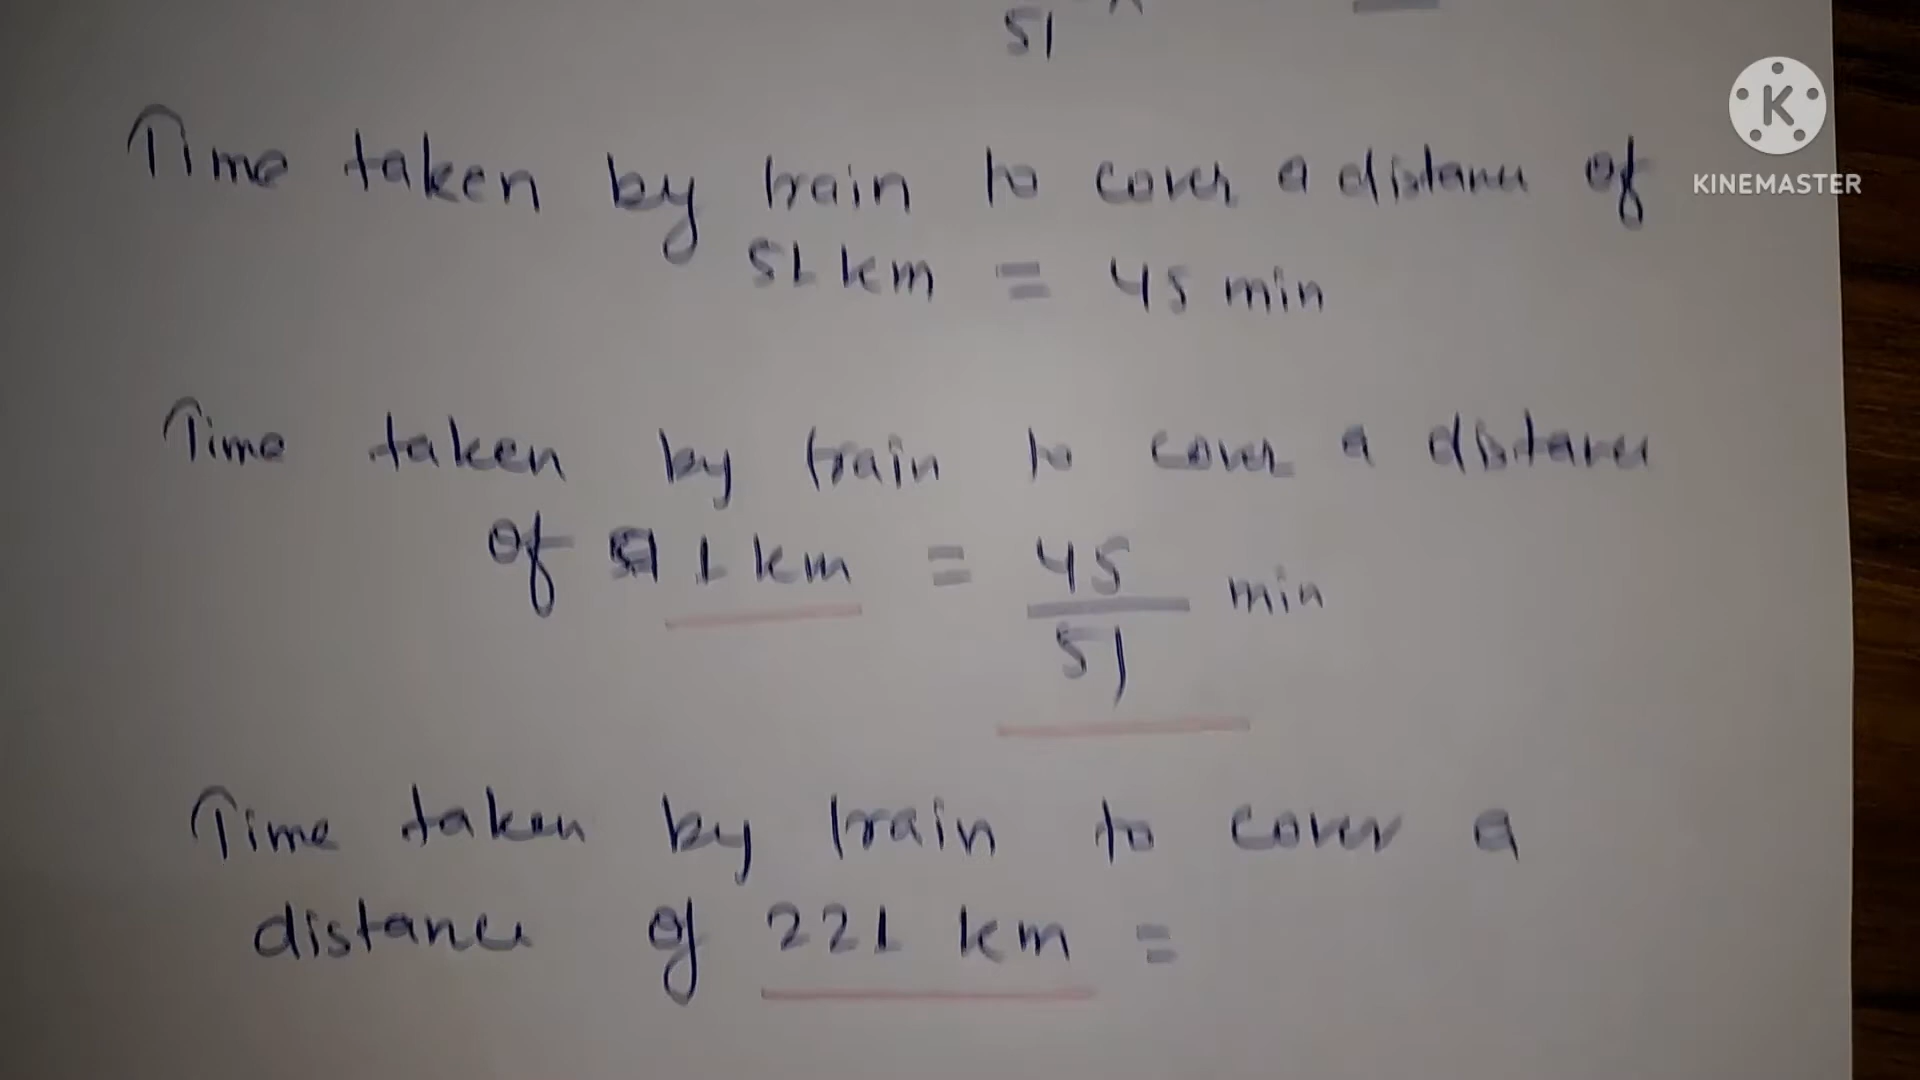 51
Time taken by train to cover a distance of
51 km = 45 min
Time taken by train to cover a distance
of 1 km = 45
51
min
Time taken by train to cover a
distance of 221 km =
K
KINEMASTER